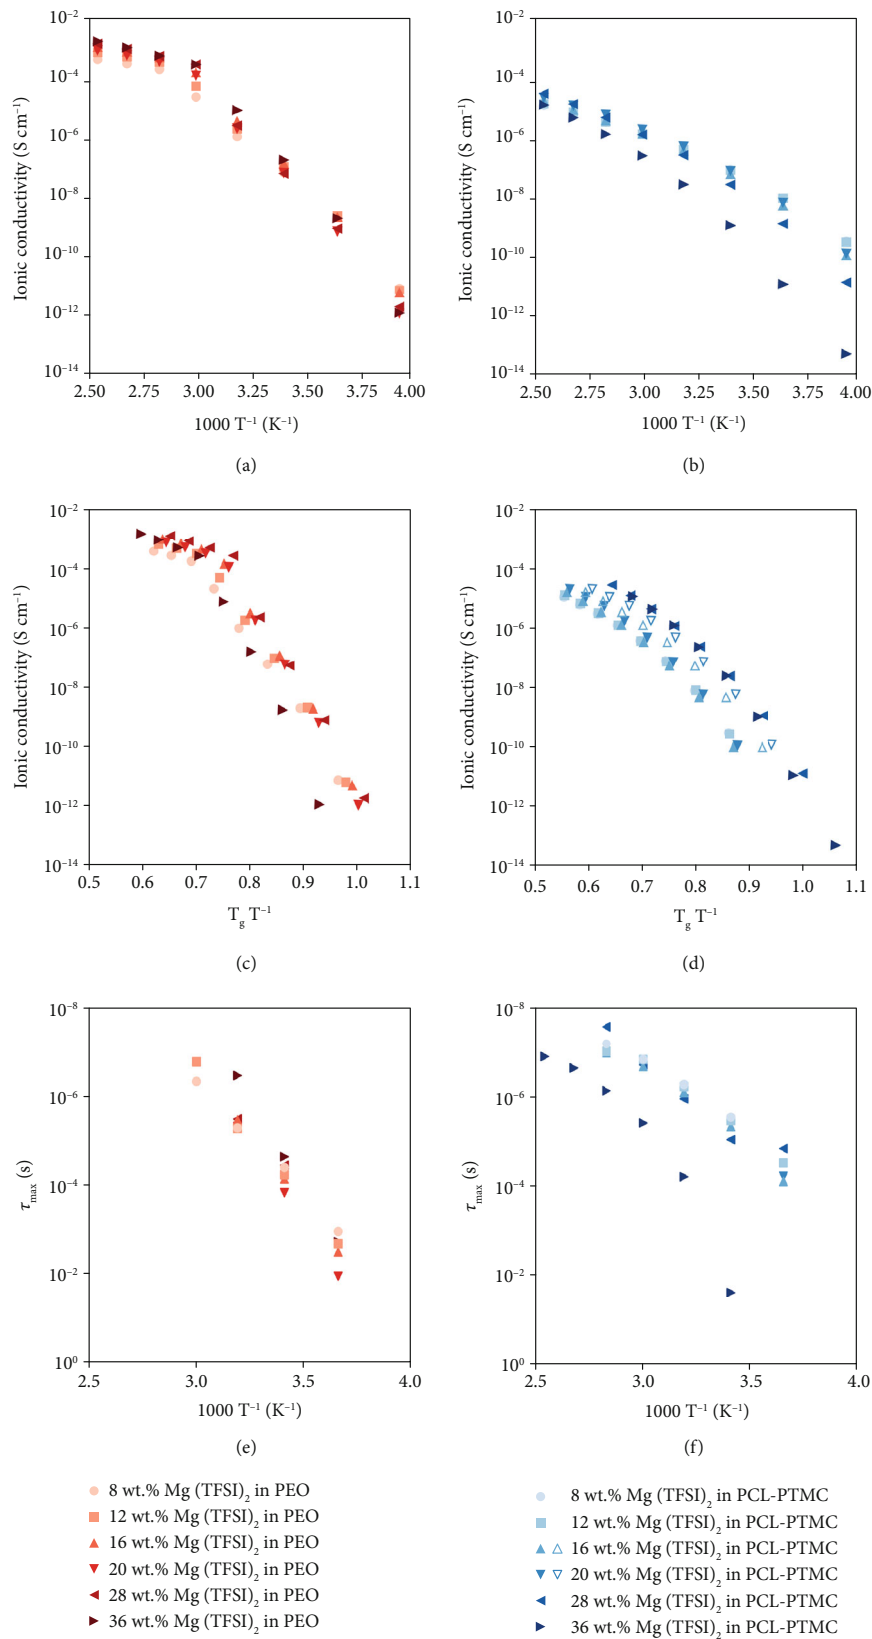 10⁻² 10⁻⁴ 10⁻⁶ 10⁻⁸ 10⁻¹⁰ 10⁻¹² 10⁻¹⁴
Ionic conductivity (S cm⁻¹)
2.50 2.75 3.00 3.25 3.50 3.75 4.00
1000 T⁻¹ (K⁻¹)
(a)
10⁻² 10⁻⁴ 10⁻⁶ 10⁻⁸ 10⁻¹⁰ 10⁻¹² 10⁻¹⁴
Ionic conductivity (S cm⁻¹)
2.50 2.75 3.00 3.25 3.50 3.75 4.00
1000 T⁻¹ (K⁻¹)
(b)
10⁻² 10⁻⁴ 10⁻⁶ 10⁻⁸ 10⁻¹⁰ 10⁻¹² 10⁻¹⁴
Ionic conductivity (S cm⁻¹)
0.5 0.6 0.7 0.8 0.9 1.0 1.1
T_g T⁻¹
(c)
10⁻² 10⁻⁴ 10⁻⁶ 10⁻⁸ 10⁻¹⁰ 10⁻¹² 10⁻¹⁴
Ionic conductivity (S cm⁻¹)
0.5 0.6 0.7 0.8 0.9 1.0 1.1
T_g T⁻¹
(d)
10⁻⁸ 10⁻⁶ 10⁻⁴ 10⁻² 10⁰
τ_max (s)
2.5 3.0 3.5 4.0
1000 T⁻¹ (K⁻¹)
(e)
10⁻⁸ 10⁻⁶ 10⁻⁴ 10⁻² 10⁰
τ_max (s)
2.5 3.0 3.5 4.0
1000 T⁻¹ (K⁻¹)
(f)
8 wt.% Mg (TFSI)₂ in PEO
12 wt.% Mg (TFSI)₂ in PEO
16 wt.% Mg (TFSI)₂ in PEO
20 wt.% Mg (TFSI)₂ in PEO
28 wt.% Mg (TFSI)₂ in PEO
36 wt.% Mg (TFSI)₂ in PEO
8 wt.% Mg (TFSI)₂ in PCL-PTMC
12 wt.% Mg (TFSI)₂ in PCL-PTMC
16 wt.% Mg (TFSI)₂ in PCL-PTMC
20 wt.% Mg (TFSI)₂ in PCL-PTMC
28 wt.% Mg (TFSI)₂ in PCL-PTMC
36 wt.% Mg (TFSI)₂ in PCL-PTMC